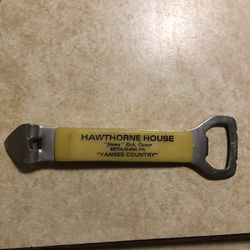 HAWTHORNE HOUSE
"Jimmy" Rich, Owner
BETHLEHEM, PA
"YANKEE COUNTRY"